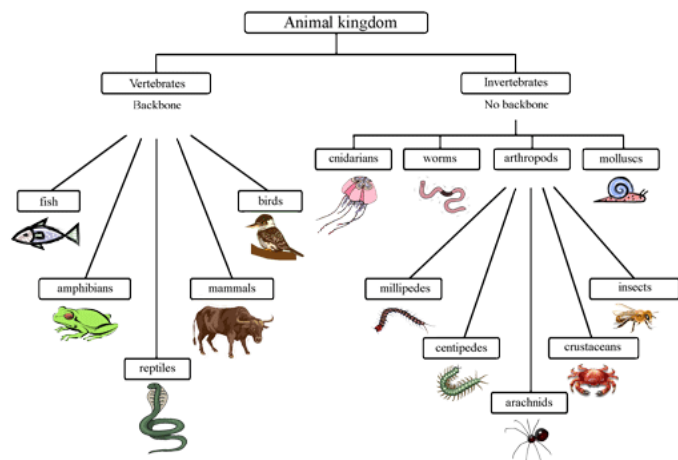 Animal kingdom
Vertebrates
Invertebrates
Backbone
No backbone
cnidarians
worms
arthropods
molluscs
fish
birds
amphibians
mammals
millipedes
insects
centipedes
crustaceans
reptiles
arachnids